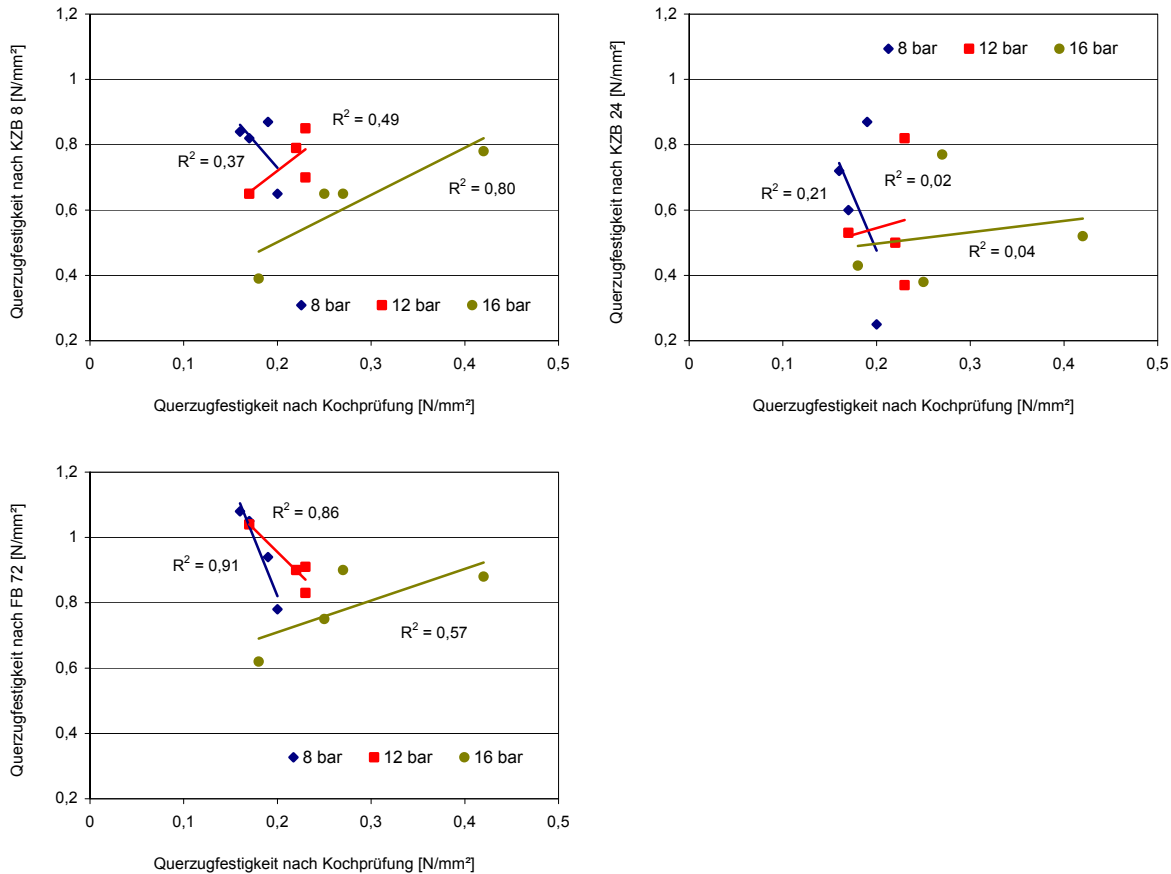 1,2
1
0,8
0,6
0,4
0,2
0 0,1 0,2 0,3 0,4 0,5
Querzugfestigkeit nach KZB 8 [N/mm²]
Querzugfestigkeit nach Kochprüfung [N/mm²]
R² = 0,49
R² = 0,37
R² = 0,80
8 bar 12 bar 16 bar
1,2
1
0,8
0,6
0,4
0,2
0 0,1 0,2 0,3 0,4 0,5
Querzugfestigkeit nach KZB 24 [N/mm²]
Querzugfestigkeit nach Kochprüfung [N/mm²]
8 bar 12 bar 16 bar
R² = 0,02
R² = 0,21
R² = 0,04
1,2
1
0,8
0,6
0,4
0,2
0 0,1 0,2 0,3 0,4 0,5
Querzugfestigkeit nach FB 72 [N/mm²]
Querzugfestigkeit nach Kochprüfung [N/mm²]
R² = 0,86
R² = 0,91
R² = 0,57
8 bar 12 bar 16 bar